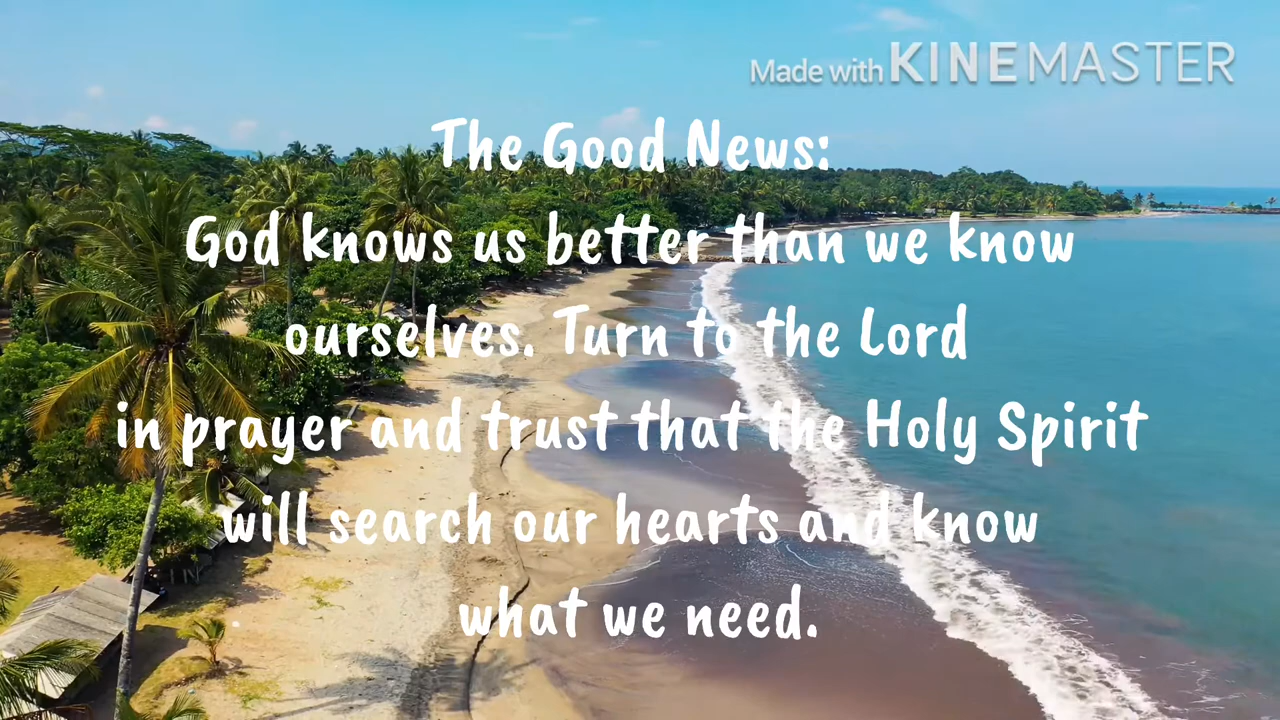 Made with KINEMASTER
The Good News:
God knows us better than we know
ourselves. Turn to the Lord
in prayer and trust that the Holy Spirit
will search our hearts and know
what we need.